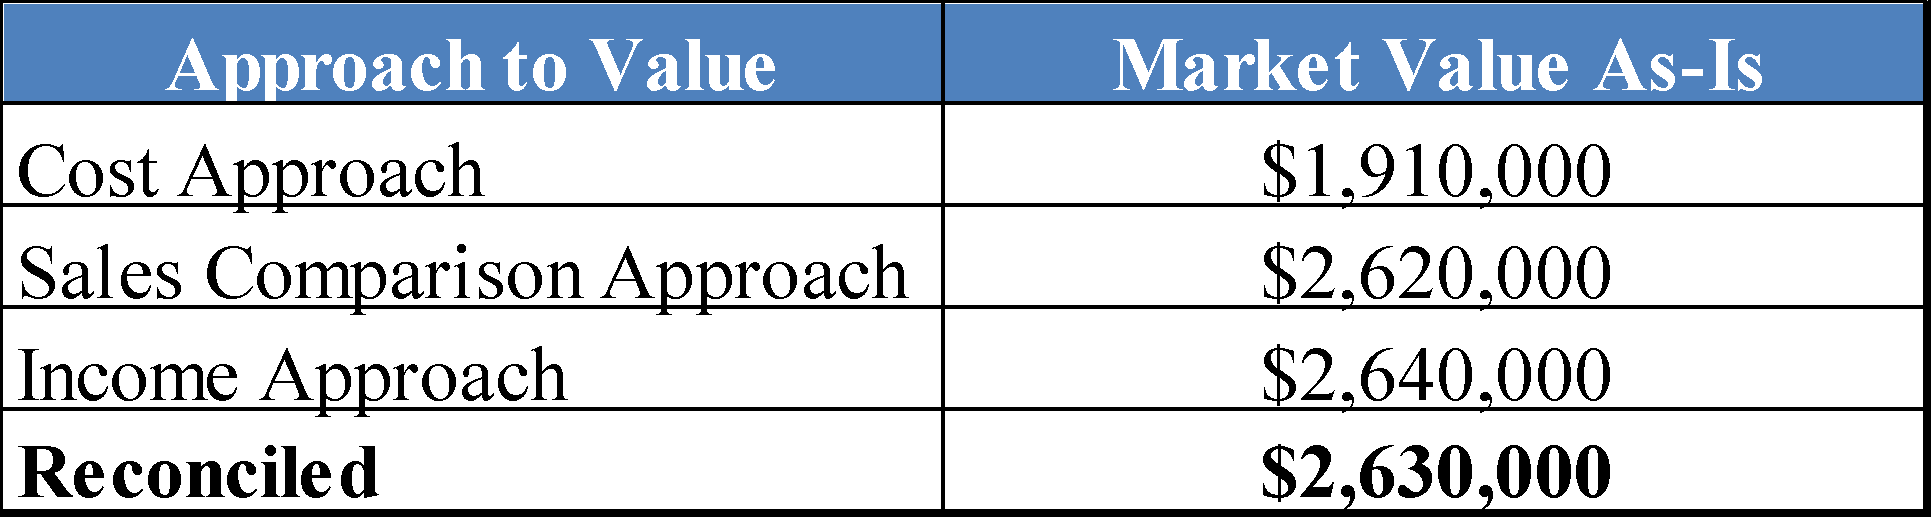 Approach to Value Market Value As-Is
Cost Approach $1,910,000
Sales Comparison Approach $2,620,000
Income Approach $2,640,000
Reconciled $2,630,000